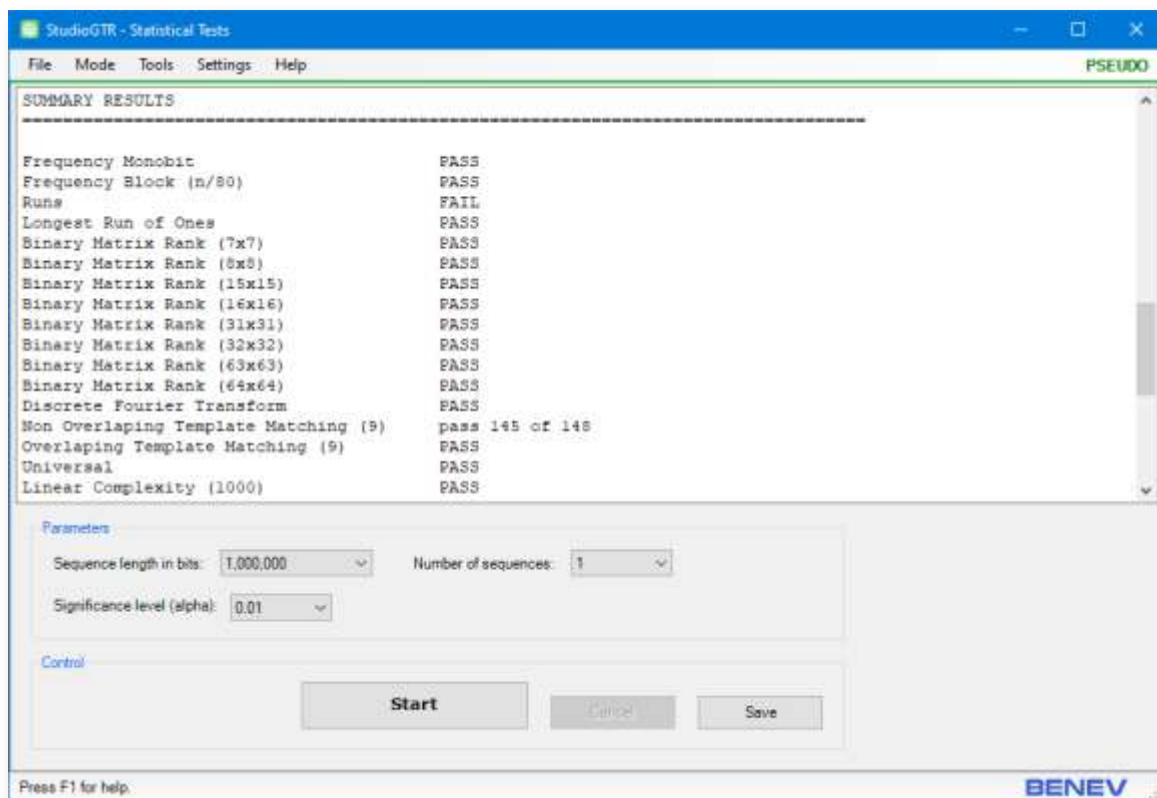 StudioGTR - Statistical Tests
File Mode Tools Settings Help PSEUDO
SUMMARY RESULTS
====================================================================================
Frequency Monobit PASS
Frequency Block (n/80) PASS
Runs FAIL
Longest Run of Ones PASS
Binary Matrix Rank (7x7) PASS
Binary Matrix Rank (8x8) PASS
Binary Matrix Rank (15x15) PASS
Binary Matrix Rank (16x16) PASS
Binary Matrix Rank (31x31) PASS
Binary Matrix Rank (32x32) PASS
Binary Matrix Rank (63x63) PASS
Binary Matrix Rank (64x64) PASS
Discrete Fourier Transform PASS
Non Overlaping Template Matching (9) pass 145 of 148
Overlaping Template Matching (9) PASS
Universal PASS
Linear Complexity (1000) PASS
Parameters
Sequence length in bits: 1,000,000 Number of sequences: 1
Significance level (alpha): 0.01
Control
Start Cancel Save
Press F1 for help. BENEV